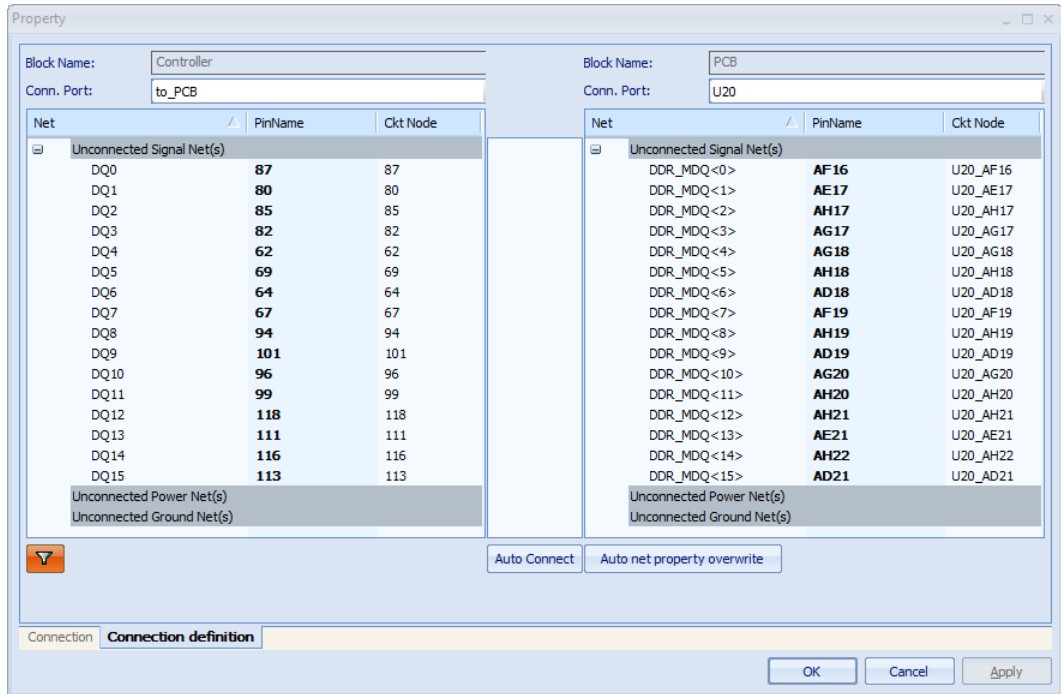 Property
Block Name: Controller Block Name: PCB
Conn. Port: to_PCB Conn. Port: U20
Net PinName Ckt Node Net PinName Ckt Node
Unconnected Signal Net(s) Unconnected Signal Net(s)
DQ0 87 87 DDR_MDQ<0> AF16 U20_AF16
DQ1 80 80 DDR_MDQ<1> AE17 U20_AE17
DQ2 85 85 DDR_MDQ<2> AH17 U20_AH17
DQ3 82 82 DDR_MDQ<3> AG17 U20_AG17
DQ4 62 62 DDR_MDQ<4> AG18 U20_AG18
DQ5 69 69 DDR_MDQ<5> AH18 U20_AH18
DQ6 64 64 DDR_MDQ<6> AD18 U20_AD18
DQ7 67 67 DDR_MDQ<7> AF19 U20_AF19
DQ8 94 94 DDR_MDQ<8> AH19 U20_AH19
DQ9 101 101 DDR_MDQ<9> AD19 U20_AD19
DQ10 96 96 DDR_MDQ<10> AG20 U20_AG20
DQ11 99 99 DDR_MDQ<11> AH20 U20_AH20
DQ12 118 118 DDR_MDQ<12> AH21 U20_AH21
DQ13 111 111 DDR_MDQ<13> AE21 U20_AE21
DQ14 116 116 DDR_MDQ<14> AH22 U20_AH22
DQ15 113 113 DDR_MDQ<15> AD21 U20_AD21
Unconnected Power Net(s) Unconnected Power Net(s)
Unconnected Ground Net(s) Unconnected Ground Net(s)
Auto Connect Auto net property overwrite
Connection Connection definition
OK Cancel Apply